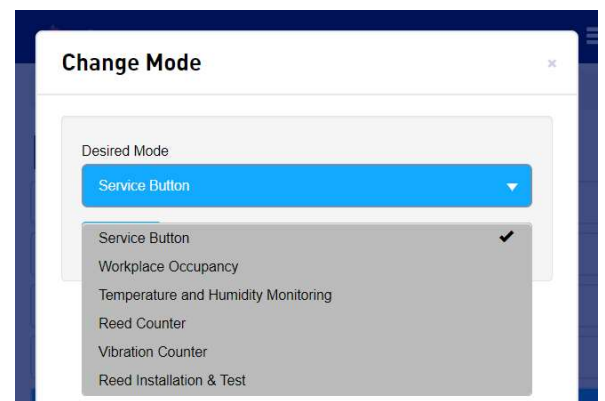 Change Mode
×
Desired Mode
Service Button
Service Button
Workplace Occupancy
Temperature and Humidity Monitoring
Reed Counter
Vibration Counter
Reed Installation & Test